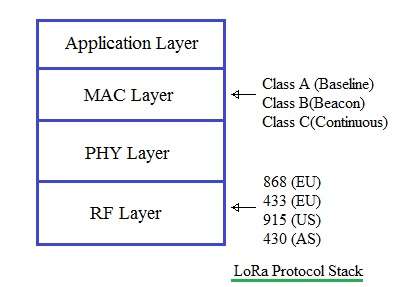 Application Layer
MAC Layer
Class A (Baseline)
Class B(Beacon)
Class C(Continuous)
PHY Layer
RF Layer
868 (EU)
433 (EU)
915 (US)
430 (AS)
LoRa Protocol Stack